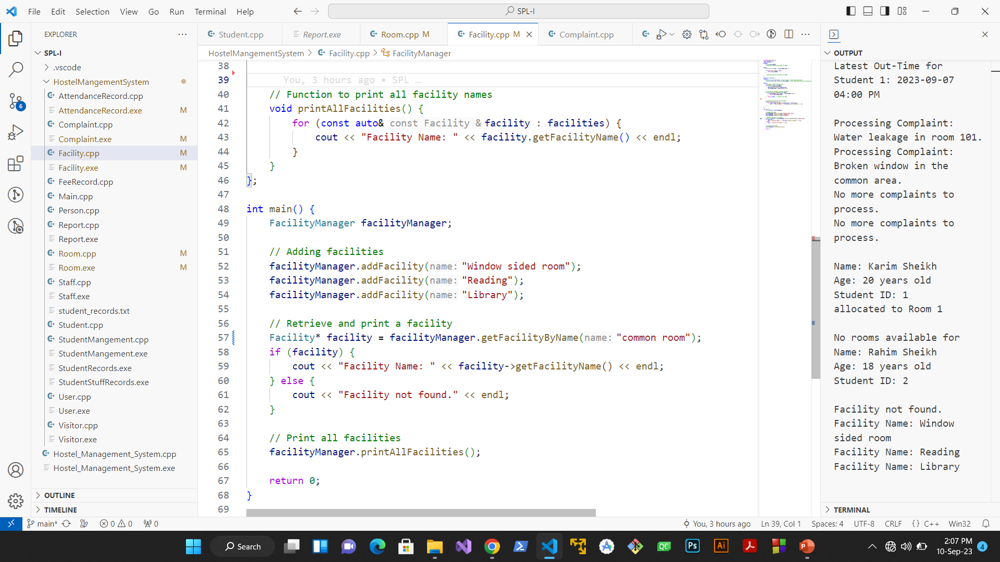 File Edit Selection View Go Run Terminal Help
SPL-I
EXPLORER
SPL-I
.vscode
HostelMangementSystem
AttendanceRecord.cpp
AttendanceRecord.exe M
Complaint.cpp
Complaint.exe M
Facility.cpp M
Facility.exe M
FeeRecord.cpp
Main.cpp
Person.cpp
Report.cpp
Report.exe
Room.cpp M
Room.exe M
Staff.cpp
Staff.exe
student_records.txt
Student.cpp
StudentMangement.cpp
StudentMangement.exe
StudentRecords.exe
StudentStuffRecords.exe
User.cpp
User.exe
Visitor.cpp
Visitor.exe
Hostel_Management_System.cpp
Hostel_Management_System.exe
OUTLINE
TIMELINE
6
Student.cpp Report.exe Room.cpp M Facility.cpp M Complaint.cpp
HostelMangementSystem > Facility.cpp > FacilityManager
38
39 You, 3 hours ago • SPL …
40 // Function to print all facility names
41 void printAllFacilities() {
42 for (const auto& const Facility & facility : facilities) {
43 cout << "Facility Name: " << facility.getFacilityName() << endl;
44 }
45 }
46 };
47
48 int main() {
49 FacilityManager facilityManager;
50
51 // Adding facilities
52 facilityManager.addFacility(name: "Window sided room");
53 facilityManager.addFacility(name: "Reading");
54 facilityManager.addFacility(name: "Library");
55
56 // Retrieve and print a facility
57 Facility* facility = facilityManager.getFacilityByName(name: "common room");
58 if (facility) {
59 cout << "Facility Name: " << facility->getFacilityName() << endl;
60 } else {
61 cout << "Facility not found." << endl;
62 }
63
64 // Print all facilities
65 facilityManager.printAllFacilities();
66
67 return 0;
68 }
69
OUTPUT
Latest Out-Time for
Student 1: 2023-09-07
04:00 PM
Processing Complaint:
Water leakage in room 101.
Processing Complaint:
Broken window in the
common area.
No more complaints to
process.
No more complaints to
process.
Name: Karim Sheikh
Age: 20 years old
Student ID: 1
allocated to Room 1
No rooms available for
Name: Rahim Sheikh
Age: 18 years old
Student ID: 2
Facility not found.
Facility Name: Window
sided room
Facility Name: Reading
Facility Name: Library
TERMINAL
main* 0 0 0 You, 3 hours ago Ln 39, Col 1 Spaces: 4 UTF-8 CRLF {} C++ Win32
Search QC Ps Ai P
2:07 PM
10-Sep-23 4